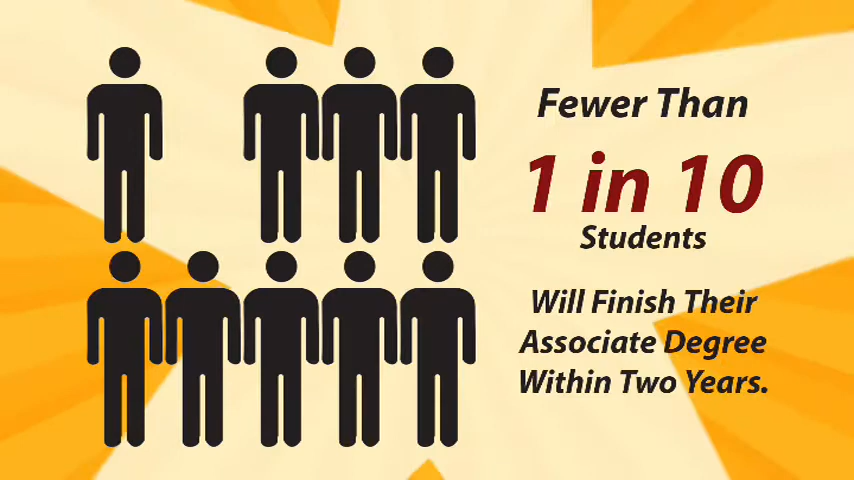 Fewer Than
1 in 10
Students
Will Finish Their
Associate Degree
Within Two Years.